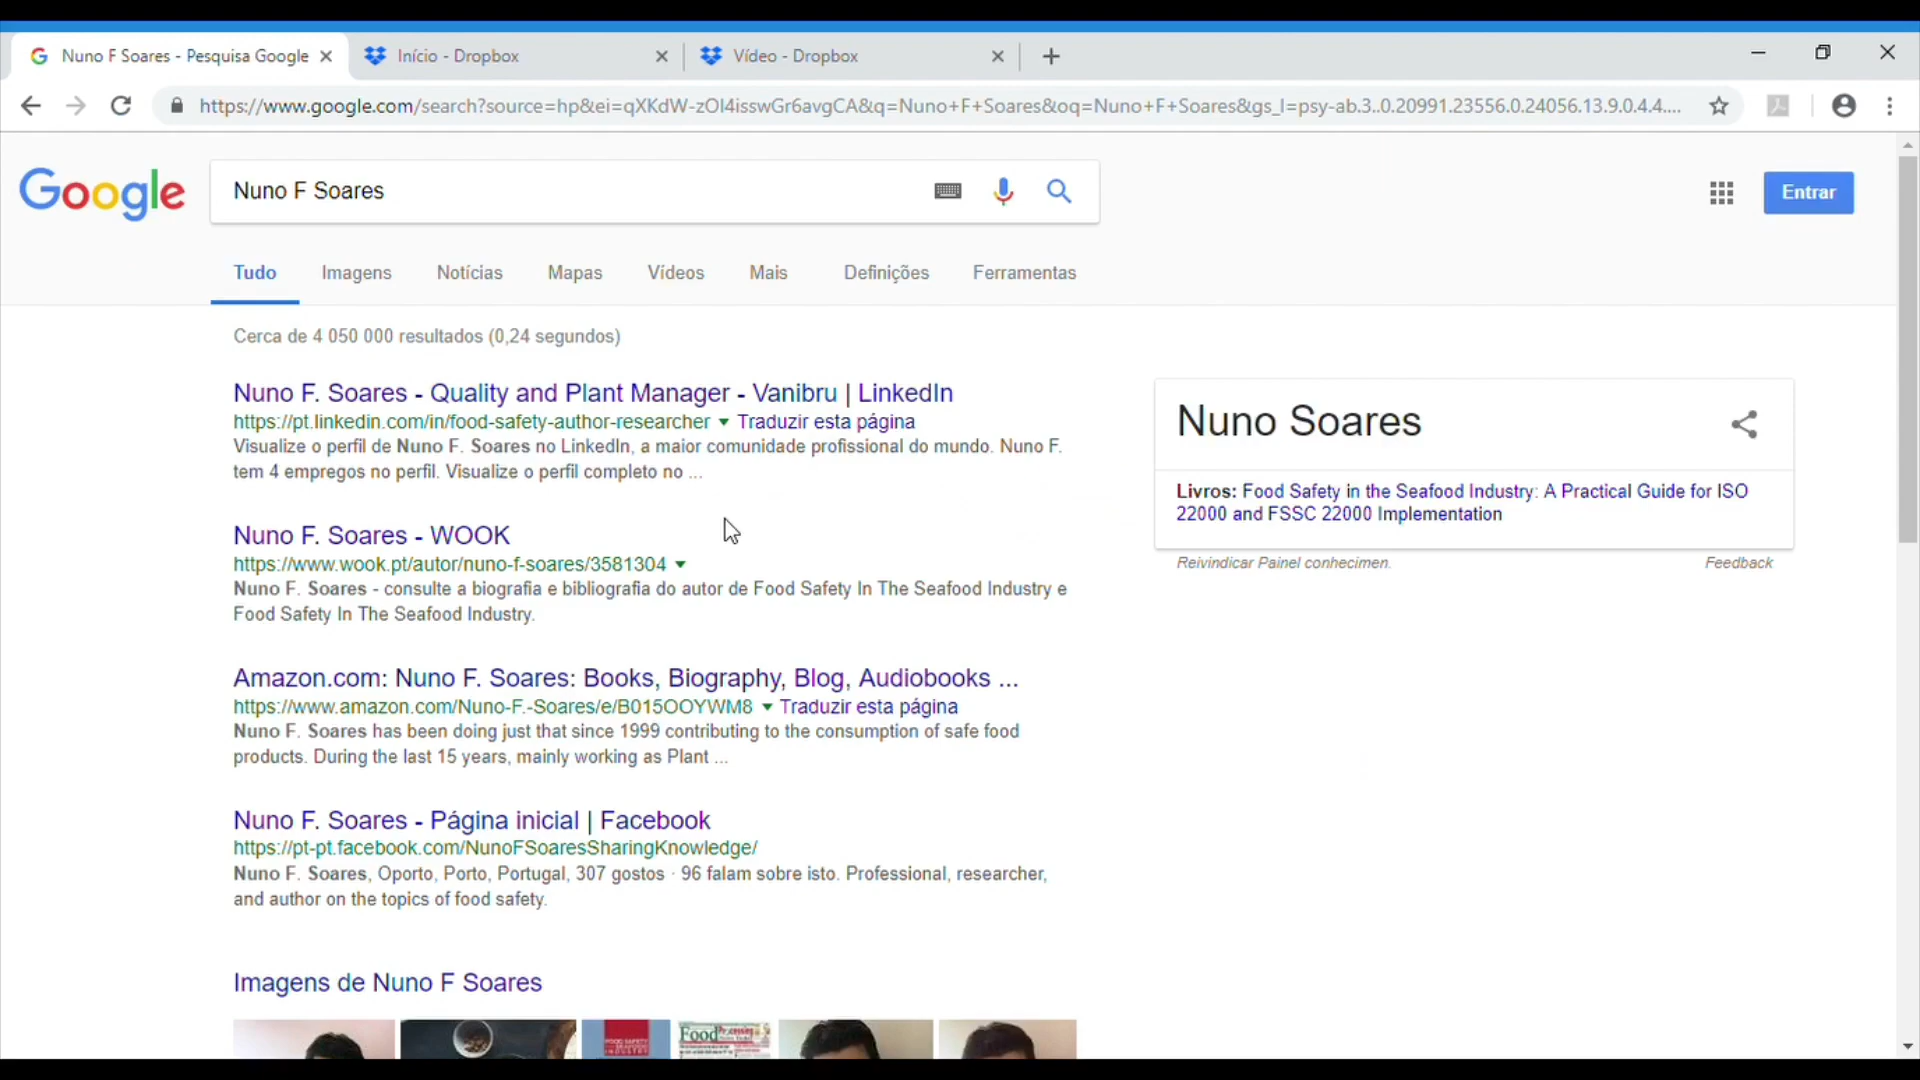 Nuno F Soares - Pesquisa Google
Início - Dropbox
Vídeo - Dropbox
https://www.google.com/search?source=hp&ei=qXKdW-zOI4isswGr6avgCA&q=Nuno+F+Soares&oq=Nuno+F+Soares&gs_l=psy-ab.3..0.20991.23556.0.24056.13.9.0.4.4....
Google
Nuno F Soares
Entrar
Tudo Imagens Notícias Mapas Vídeos Mais Definições Ferramentas
Cerca de 4 050 000 resultados (0,24 segundos)
Nuno F. Soares - Quality and Plant Manager - Vanibru | LinkedIn
https://pt.linkedin.com/in/food-safety-author-researcher Traduzir esta página
Visualize o perfil de Nuno F. Soares no LinkedIn, a maior comunidade profissional do mundo. Nuno F.
tem 4 empregos no perfil. Visualize o perfil completo no ...
Nuno F. Soares - WOOK
https://www.wook.pt/autor/nuno-f-soares/3581304
Nuno F. Soares - consulte a biografia e bibliografia do autor de Food Safety In The Seafood Industry e
Food Safety In The Seafood Industry.
Amazon.com: Nuno F. Soares: Books, Biography, Blog, Audiobooks ...
https://www.amazon.com/Nuno-F.-Soares/e/B015OOYWM8 Traduzir esta página
Nuno F. Soares has been doing just that since 1999 contributing to the consumption of safe food
products. During the last 15 years, mainly working as Plant ...
Nuno F. Soares - Página inicial | Facebook
https://pt-pt.facebook.com/NunoFSoaresSharingKnowledge/
Nuno F. Soares, Oporto, Porto, Portugal, 307 gostos · 96 falam sobre isto. Professional, researcher,
and author on the topics of food safety.
Imagens de Nuno F Soares
FOOD SAFETY
INDUSTRY
Food Processing
Nuno Soares
Livros: Food Safety in the Seafood Industry: A Practical Guide for ISO
22000 and FSSC 22000 Implementation
Reivindicar Painel conhecimen.
Feedback